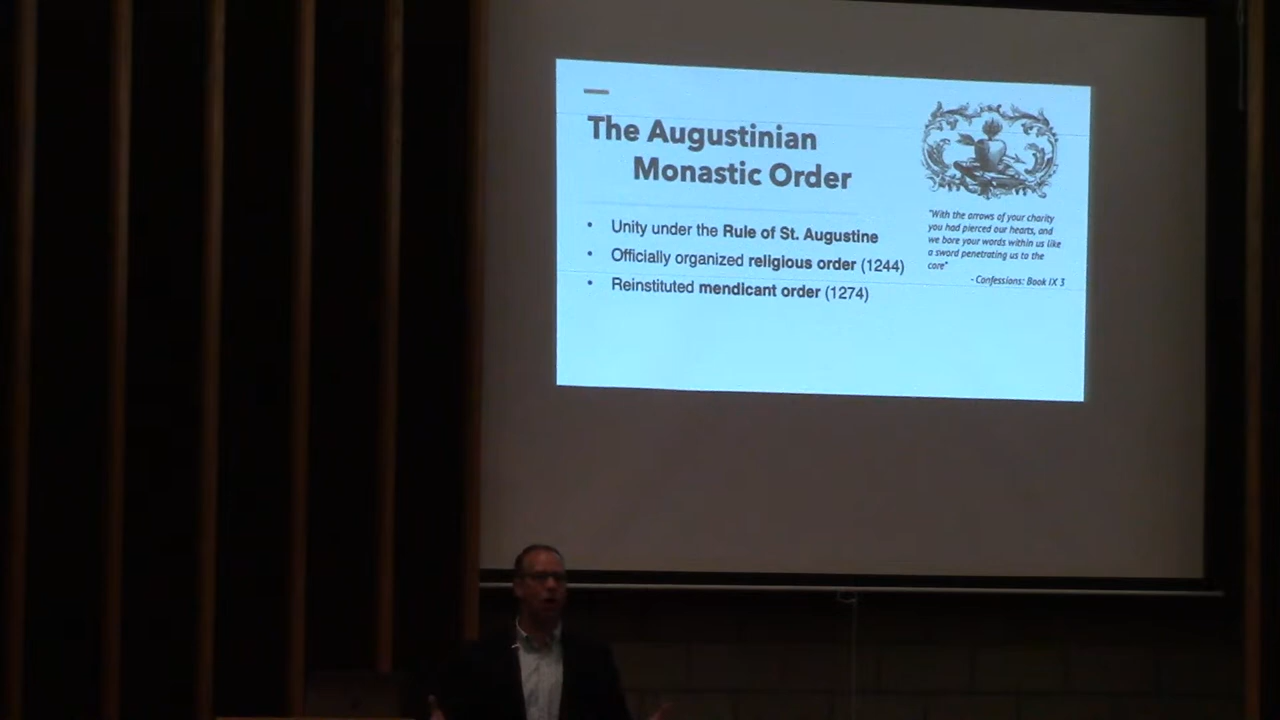 The Augustinian
Monastic Order
• Unity under the Rule of St. Augustine
• Officially organized religious order (1244)
• Reinstituted mendicant order (1274)
"With the arrows of your charity
you had pierced our hearts, and
we bore your words within us like
a sword penetrating us to the
core"
- Confessions: Book IX 3